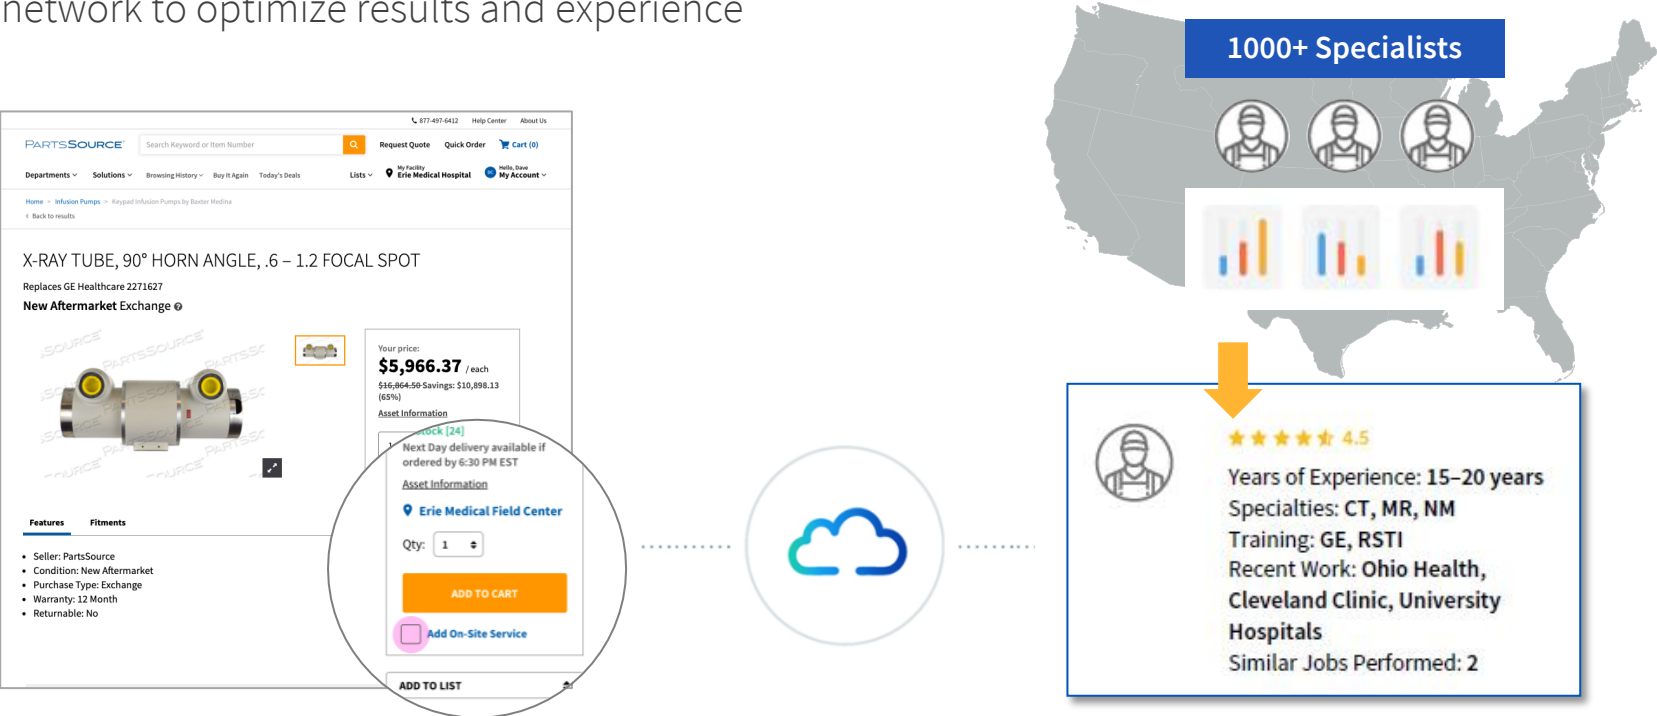 network to optimize results and experience
1000+ Specialists
877-497-6412 Help Center About Us
PARTSSOURCE Search Keyword or Item Number Request Quote Quick Order Cart (0)
My Facility Hello, Dave
Departments Solutions Browsing History Buy It Again Today's Deals Lists Erie Medical Hospital My Account
Home > Infusion Pumps > Keypad Infusion Pumps by Baxter Medina
Back to results
X-RAY TUBE, 90° HORN ANGLE, .6 – 1.2 FOCAL SPOT
Replaces GE Healthcare 2271627
New Aftermarket Exchange
PARTSSOURCE
Your price:
$5,966.37 / each
$16,864.50 Savings: $10,898.13
(65%)
Asset Information
Stock [24]
Next Day delivery available if
ordered by 6:30 PM EST
Asset Information
Erie Medical Field Center
Qty: 1
ADD TO CART
Add On-Site Service
ADD TO LIST
Features Fitments
• Seller: PartsSource
• Condition: New Aftermarket
• Purchase Type: Exchange
• Warranty: 12 Month
• Returnable: No
4.5
Years of Experience: 15–20 years
Specialties: CT, MR, NM
Training: GE, RSTI
Recent Work: Ohio Health,
Cleveland Clinic, University
Hospitals
Similar Jobs Performed: 2